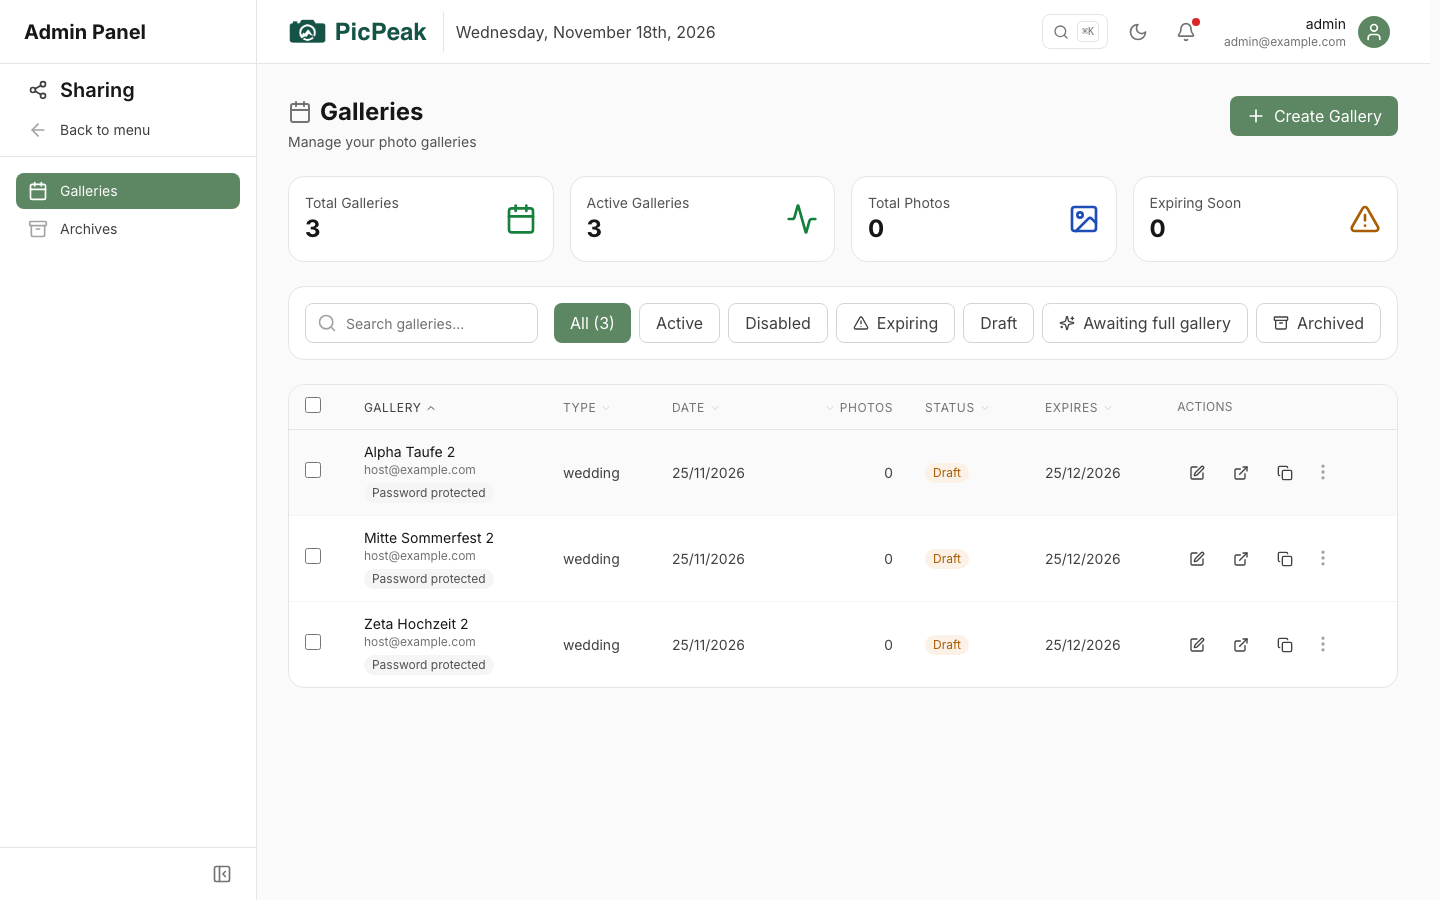 Admin Panel
PicPeak
Wednesday, November 18th, 2026
⌘K
admin
admin@example.com
Sharing
Back to menu
Galleries
Archives
Galleries
Manage your photo galleries
Create Gallery
Total Galleries
3
Active Galleries
3
Total Photos
0
Expiring Soon
0
Search galleries...
All (3)
Active
Disabled
Expiring
Draft
Awaiting full gallery
Archived
GALLERY TYPE DATE PHOTOS STATUS EXPIRES ACTIONS
Alpha Taufe 2
host@example.com
Password protected
wedding 25/11/2026 0 Draft 25/12/2026
Mitte Sommerfest 2
host@example.com
Password protected
wedding 25/11/2026 0 Draft 25/12/2026
Zeta Hochzeit 2
host@example.com
Password protected
wedding 25/11/2026 0 Draft 25/12/2026